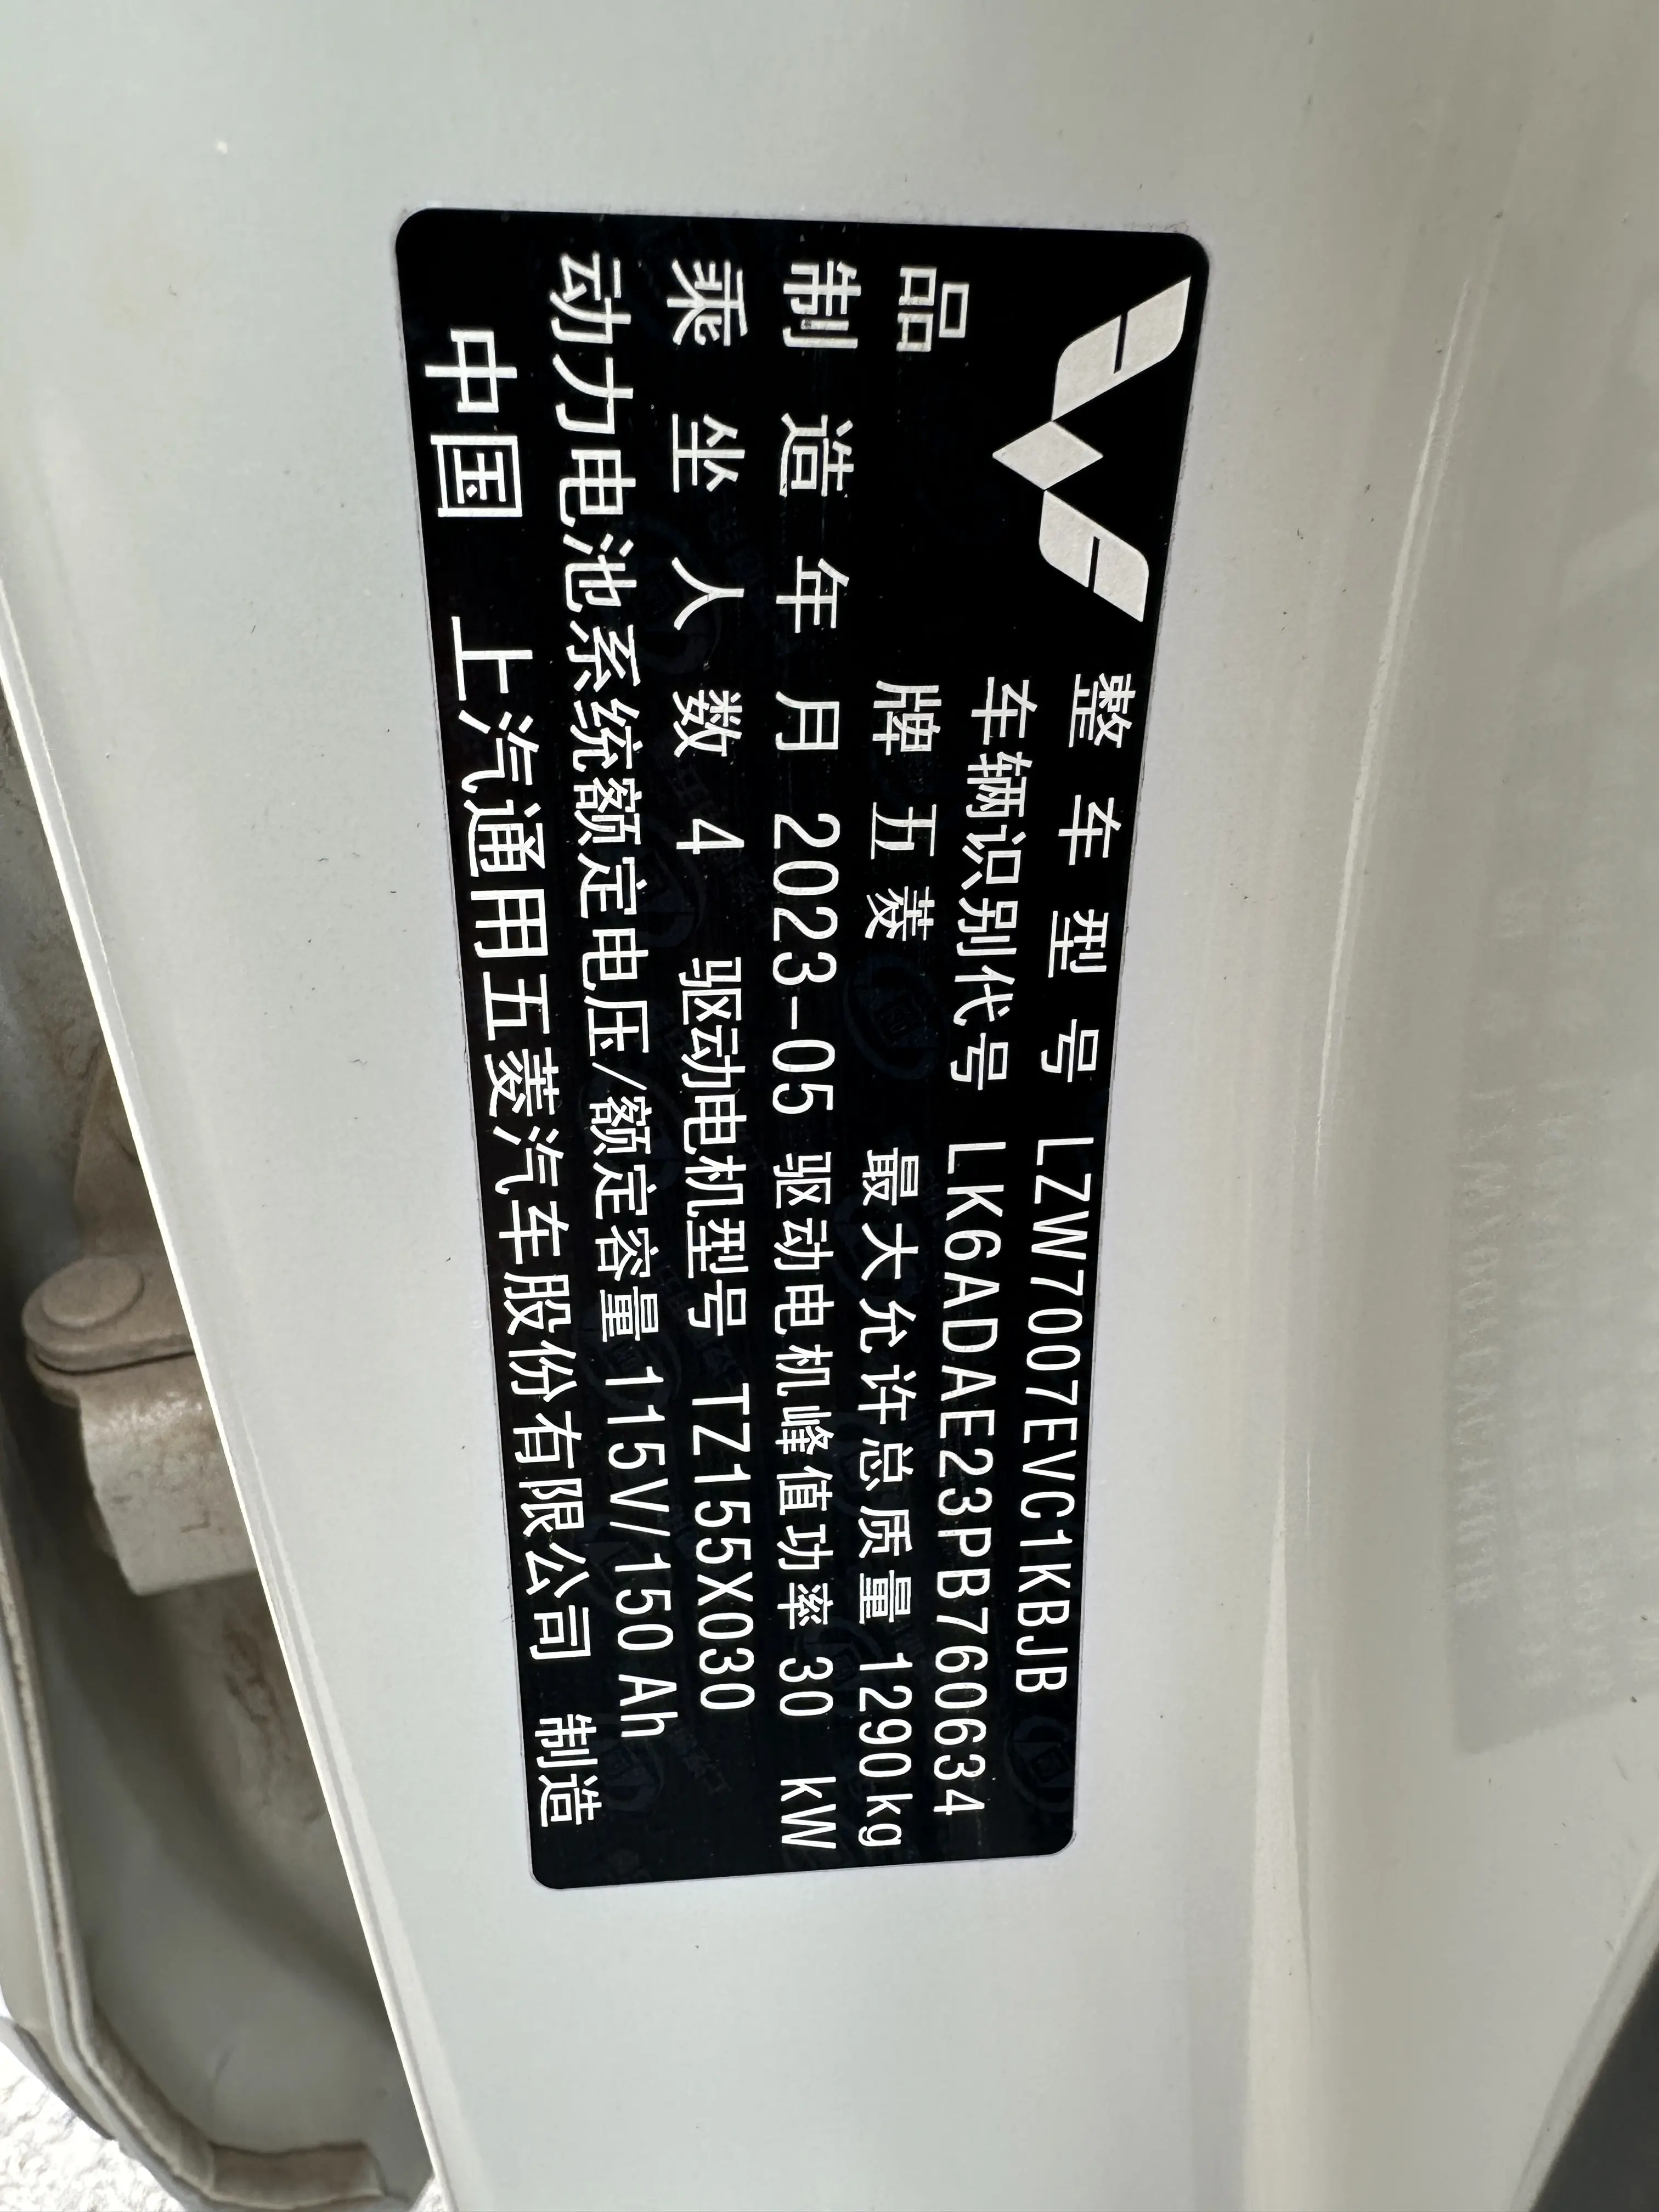 整车型号 LZW7007EVC1KBJB
车辆识别代号 LK6ADAE23PB760634
品牌 五菱 最大允许总质量 1290kg
制造年月 2023-05 驱动电机峰值功率 30 kW
乘坐人数 4 驱动电机型号 TZ155X030
动力电池系统额定电压/额定容量 115V/150 Ah
中国 上汽通用五菱汽车股份有限公司 制造